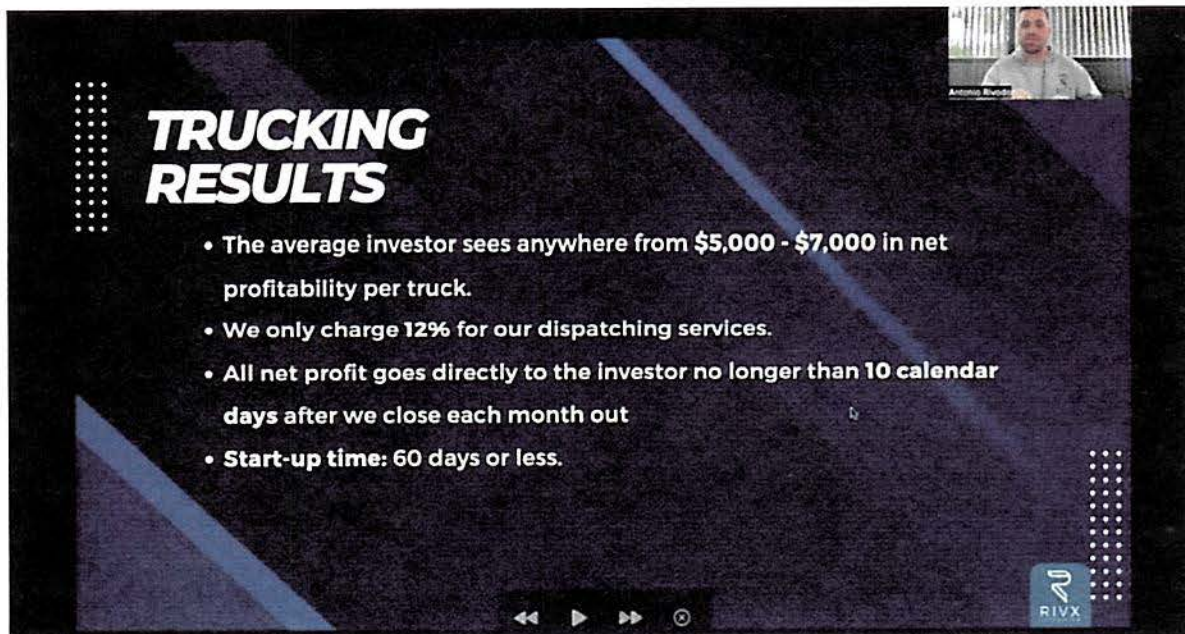 Antonio
TRUCKING
RESULTS
• The average investor sees anywhere from $5,000 - $7,000 in net
profitability per truck.
• We only charge 12% for our dispatching services.
• All net profit goes directly to the investor no longer than 10 calendar
days after we close each month out
• Start-up time: 60 days or less.
RIVX